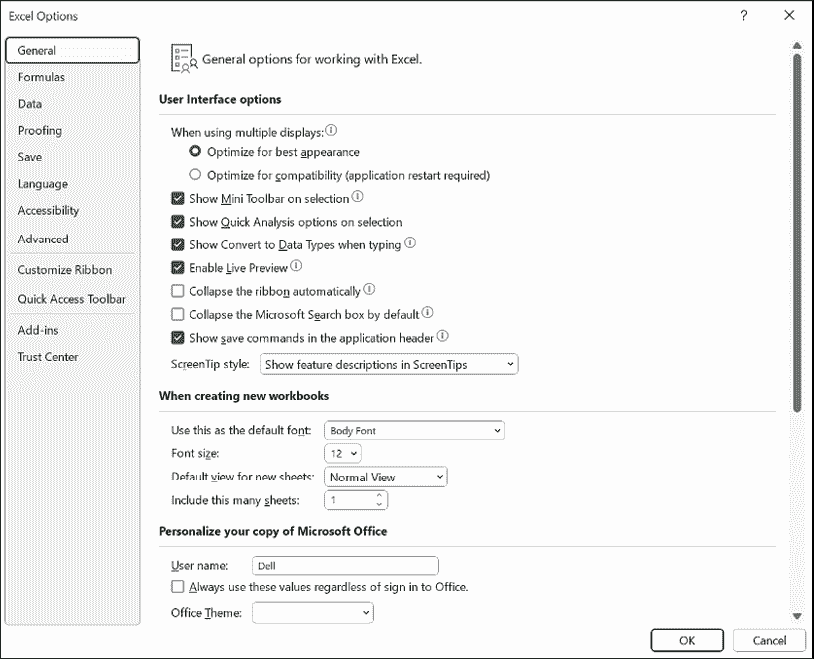 Excel Options
?
General
Formulas
Data
Proofing
Save
Language
Accessibility
Advanced
Customize Ribbon
Quick Access Toolbar
Add-ins
Trust Center
General options for working with Excel.
User Interface options
When using multiple displays:
Optimize for best appearance
Optimize for compatibility (application restart required)
Show Mini Toolbar on selection
Show Quick Analysis options on selection
Show Convert to Data Types when typing
Enable Live Preview
Collapse the ribbon automatically
Collapse the Microsoft Search box by default
Show save commands in the application header
ScreenTip style: Show feature descriptions in ScreenTips
When creating new workbooks
Use this as the default font: Body Font
Font size: 12
Default view for new sheets: Normal View
Include this many sheets: 1
Personalize your copy of Microsoft Office
User name: Dell
Always use these values regardless of sign in to Office.
Office Theme:
OK Cancel